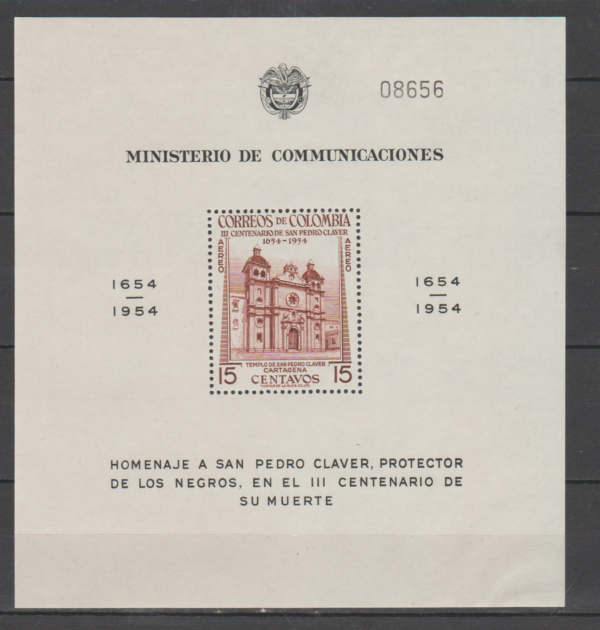 08656
MINISTERIO DE COMMUNICACIONES
CORREOS DE COLOMBIA
III CENTENARIO DE SAN PEDRO CLAVER
1654-1954
AEREO
AEREO
1654
1954
1654
1954
TEMPLO DE SAN PEDRO CLAVER
CARTAGENA
15 CENTAVOS 15
HOMENAJE A SAN PEDRO CLAVER, PROTECTOR
DE LOS NEGROS, EN EL III CENTENARIO DE
SU MUERTE